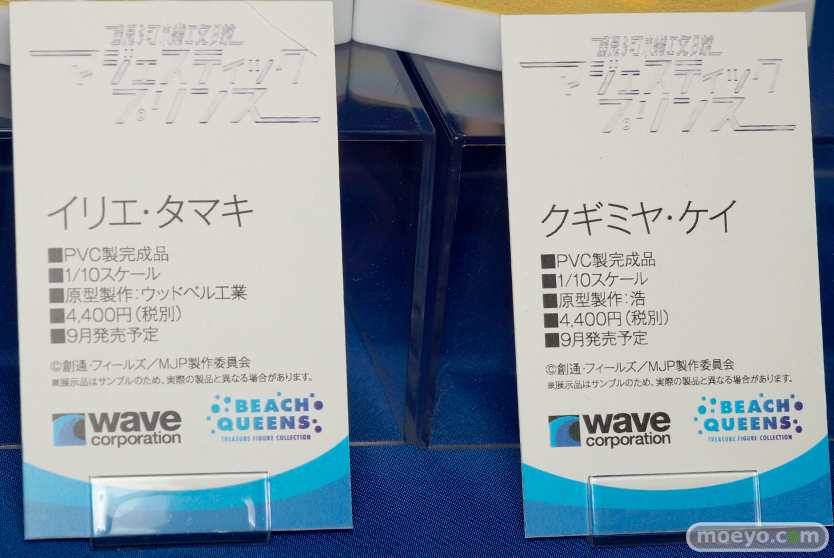 銀河機攻隊
マジェスティック
プリンス
イリエ・タマキ
■PVC製完成品
■1/10スケール
■原型製作：ウッドベル工業
■4,400円（税別）
■9月発売予定
©創通・フィールズ／MJP製作委員会
※展示品はサンプルのため、実際の製品と異なる場合があります。
wave
corporation
BEACH
QUEENS
TREASURE FIGURE COLLECTION
銀河機攻隊
マジェスティック
プリンス
クギミヤ・ケイ
■PVC製完成品
■1/10スケール
■原型製作：浩
■4,400円（税別）
■9月発売予定
©創通・フィールズ／MJP製作委員会
※展示品はサンプルのため、実際の製品と異なる場合があります。
wave
corporation
BEACH
QUEENS
TREASURE FIGURE COLLECTION
moeyo.com